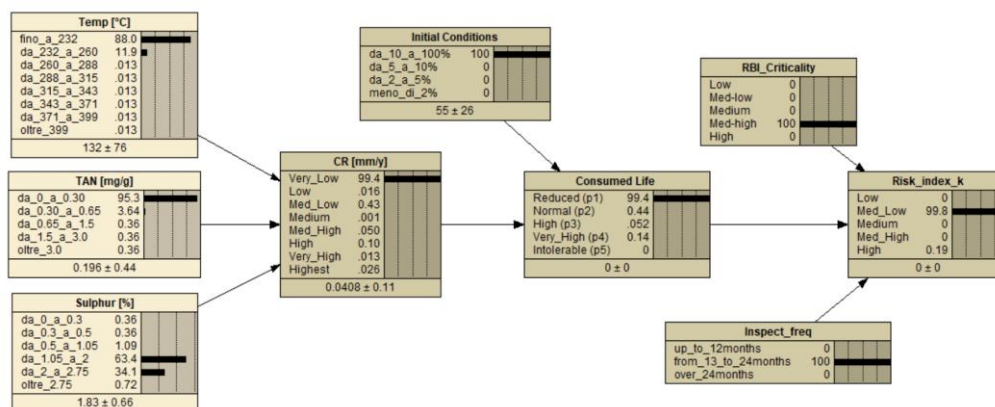 Temp [°C]
fino_a_232 88.0
da_232_a_260 11.9
da_260_a_288 .013
da_288_a_315 .013
da_315_a_343 .013
da_343_a_371 .013
da_371_a_399 .013
oltre_399 .013
132 ± 76
TAN [mg/g]
da_0_a_0.30 95.3
da_0.30_a_0.65 3.64
da_0.65_a_1.5 0.36
da_1.5_a_3.0 0.36
oltre_3.0 0.36
0.196 ± 0.44
Sulphur [%]
da_0_a_0.3 0.36
da_0.3_a_0.5 0.36
da_0.5_a_1.05 1.09
da_1.05_a_2 63.4
da_2_a_2.75 34.1
oltre_2.75 0.72
1.83 ± 0.66
CR [mm/y]
Very_Low 99.4
Low .016
Med_Low 0.43
Medium .001
Med_High .050
High 0.10
Very_High .013
Highest .026
0.0408 ± 0.11
Initial Conditions
da_10_a_100% 100
da_5_a_10% 0
da_2_a_5% 0
meno_di_2% 0
55 ± 26
Consumed Life
Reduced (p1) 99.4
Normal (p2) 0.44
High (p3) .052
Very_High (p4) 0.14
Intolerable (p5) 0
0 ± 0
RBI_Criticality
Low 0
Med-low 0
Medium 0
Med-high 100
High 0
Risk_index_k
Low 0
Med_Low 99.8
Medium 0
Med_High 0
High 0.19
0 ± 0
Inspect_freq
up_to_12months 0
from_13_to_24months 100
over_24months 0